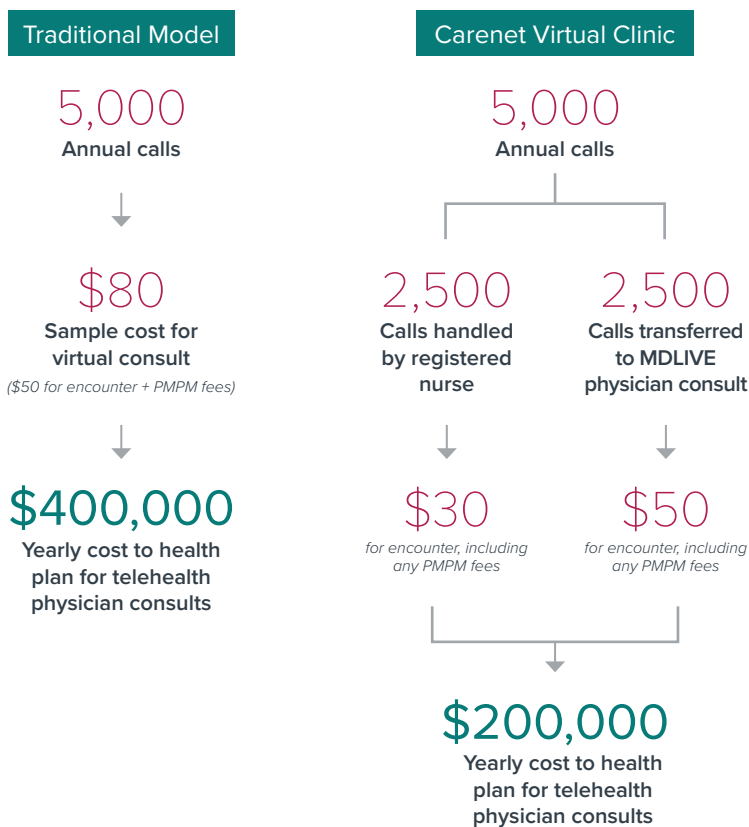 Traditional Model
5,000
Annual calls
$80
Sample cost for
virtual consult
($50 for encounter + PMPM fees)
$400,000
Yearly cost to health
plan for telehealth
physician consults
Carenet Virtual Clinic
5,000
Annual calls
2,500
Calls handled
by registered
nurse
$30
for encounter, including
any PMPM fees
2,500
Calls transferred
to MDLIVE
physician consult
$50
for encounter, including
any PMPM fees
$200,000
Yearly cost to health
plan for telehealth
physician consults